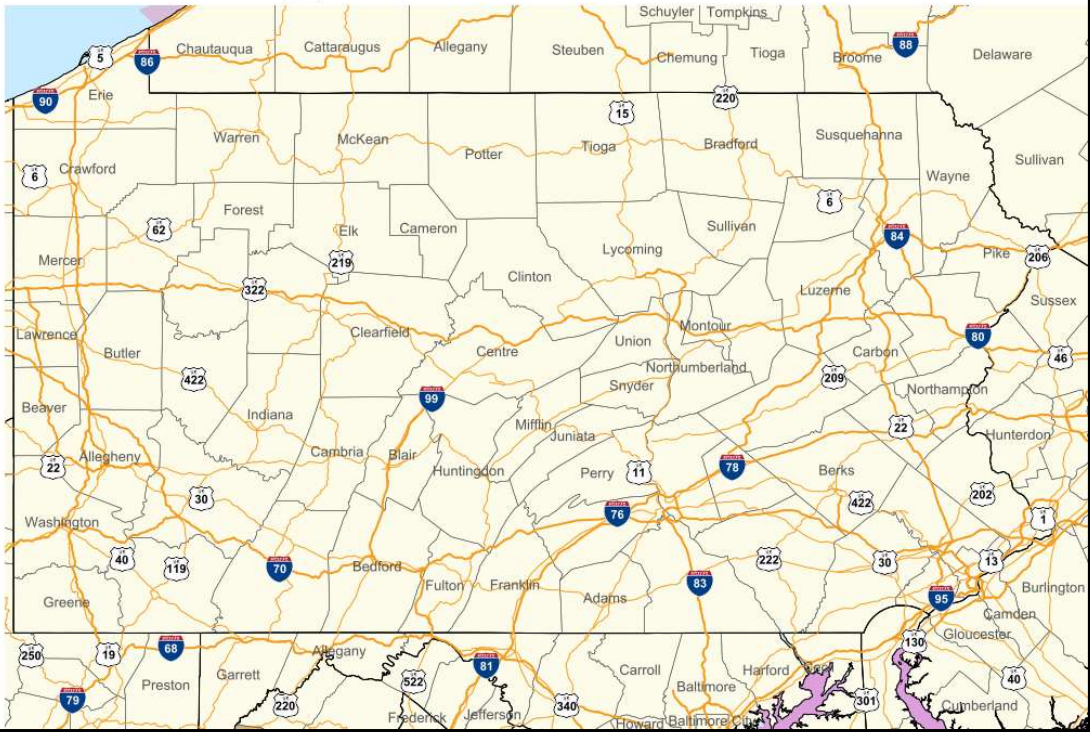 Schuyler Tompkins
Chautauqua Cattaraugus Allegany Steuben Chemung Tioga Broome Delaware
5 86 88
90 Erie 15 220
Warren McKean Potter Tioga Bradford Susquehanna Sullivan
6 Crawford Wayne
Forest 6
62 Elk Cameron Sullivan
Mercer 219 Lycoming 84 Pike 206
322 Clinton Luzerne Sussex
Lawrence Clearfield Montour 80
Butler Centre Union Carbon 46
422 Northumberland 209
Snyder Northampton
Beaver 99
Indiana Mifflin Juniata 22 Hunterdon
22 Allegheny Cambria Blair Huntingdon Perry 11 78 Berks
30 422 202
Washington 76 1
40 119 70 Bedford 222 30 13
Greene Fulton Franklin Adams 83 95 Burlington
Camden
Gloucester
250 19 68 Allegany 130
Preston Garrett 81 Carroll Harford Cecil
79 220 522 340 Baltimore 301 40
Frederick Jefferson Howard Baltimore City Cumberland